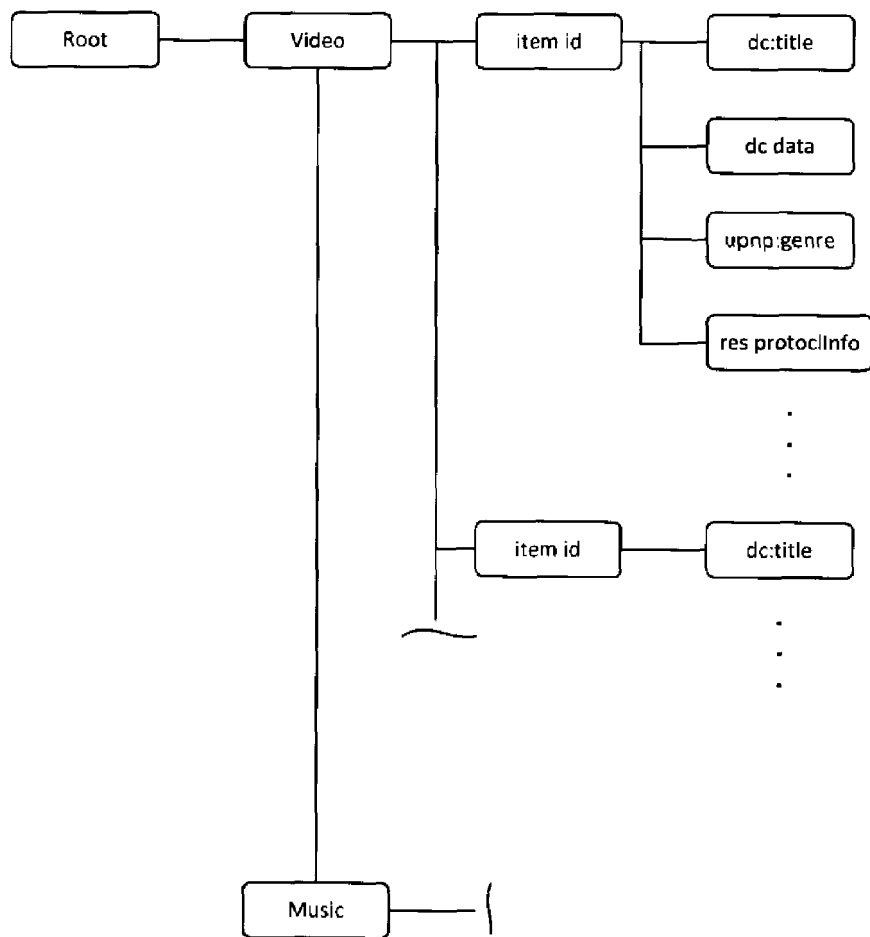 Root
Video
item id
dc:title
dc data
upnp:genre
res protoclInfo
item id
dc:title
Music